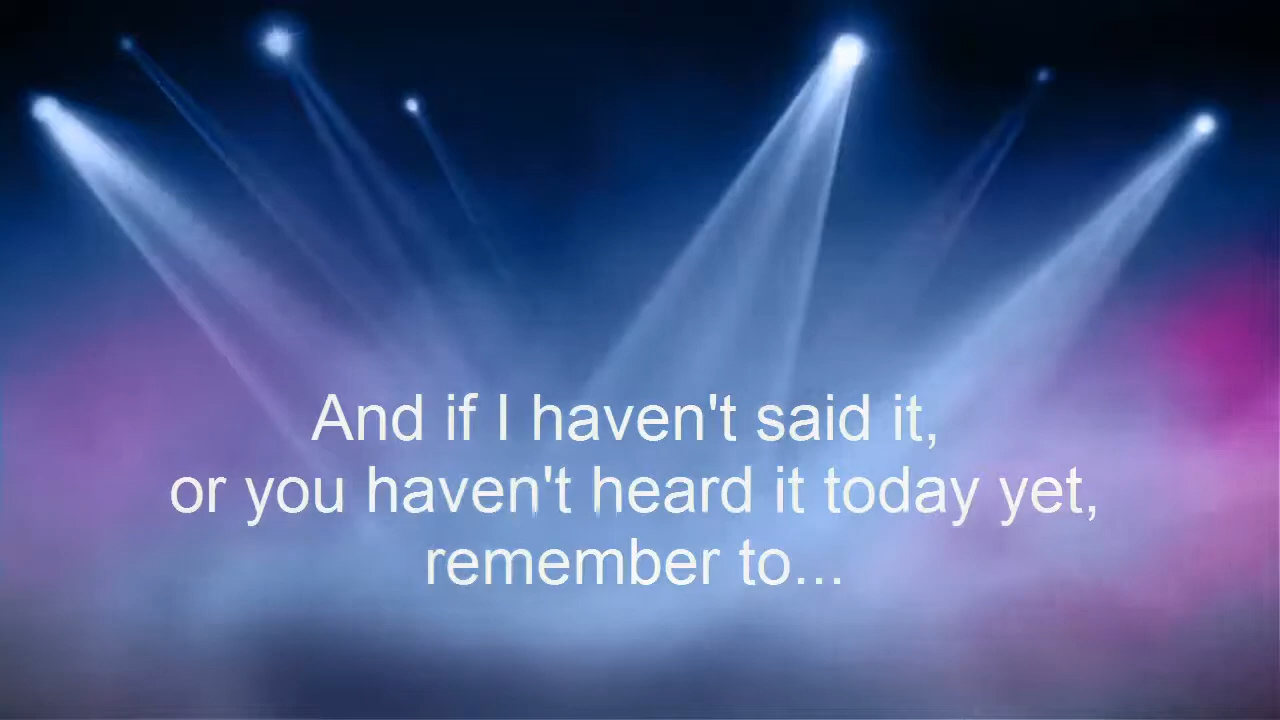 And if I haven't said it,
or you haven't heard it today yet,
remember to...